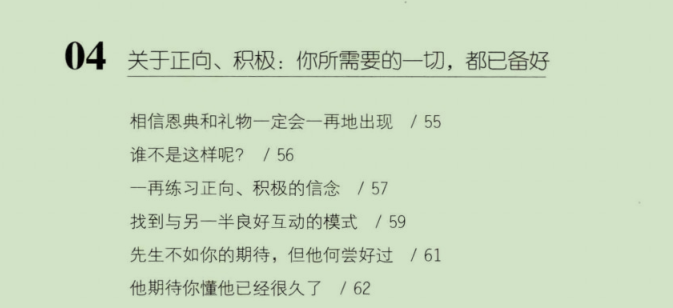 04 关于正向、积极：你所需要的一切，都已备好
相信恩典和礼物一定会一再地出现 / 55
谁不是这样呢？ / 56
一再练习正向、积极的信念 / 57
找到与另一半良好互动的模式 / 59
先生不如你的期待，但他何尝好过 / 61
他期待你懂他已经很久了 / 62